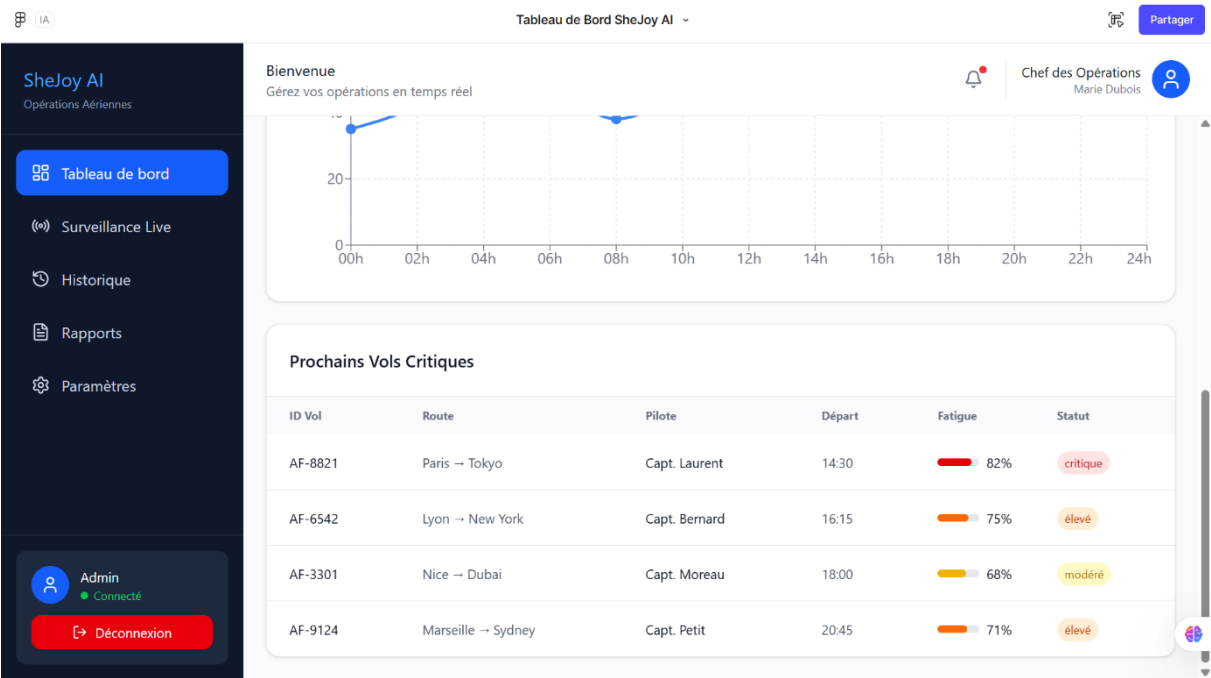 IA
Tableau de Bord SheJoy AI
Partager
SheJoy AI
Opérations Aériennes
Tableau de bord
Surveillance Live
Historique
Rapports
Paramètres
Admin
Connecté
Déconnexion
Bienvenue
Gérez vos opérations en temps réel
Chef des Opérations
Marie Dubois
20
0
00h 02h 04h 06h 08h 10h 12h 14h 16h 18h 20h 22h 24h
Prochains Vols Critiques
ID Vol Route Pilote Départ Fatigue Statut
AF-8821 Paris → Tokyo Capt. Laurent 14:30 82% critique
AF-6542 Lyon → New York Capt. Bernard 16:15 75% élevé
AF-3301 Nice → Dubai Capt. Moreau 18:00 68% modéré
AF-9124 Marseille → Sydney Capt. Petit 20:45 71% élevé